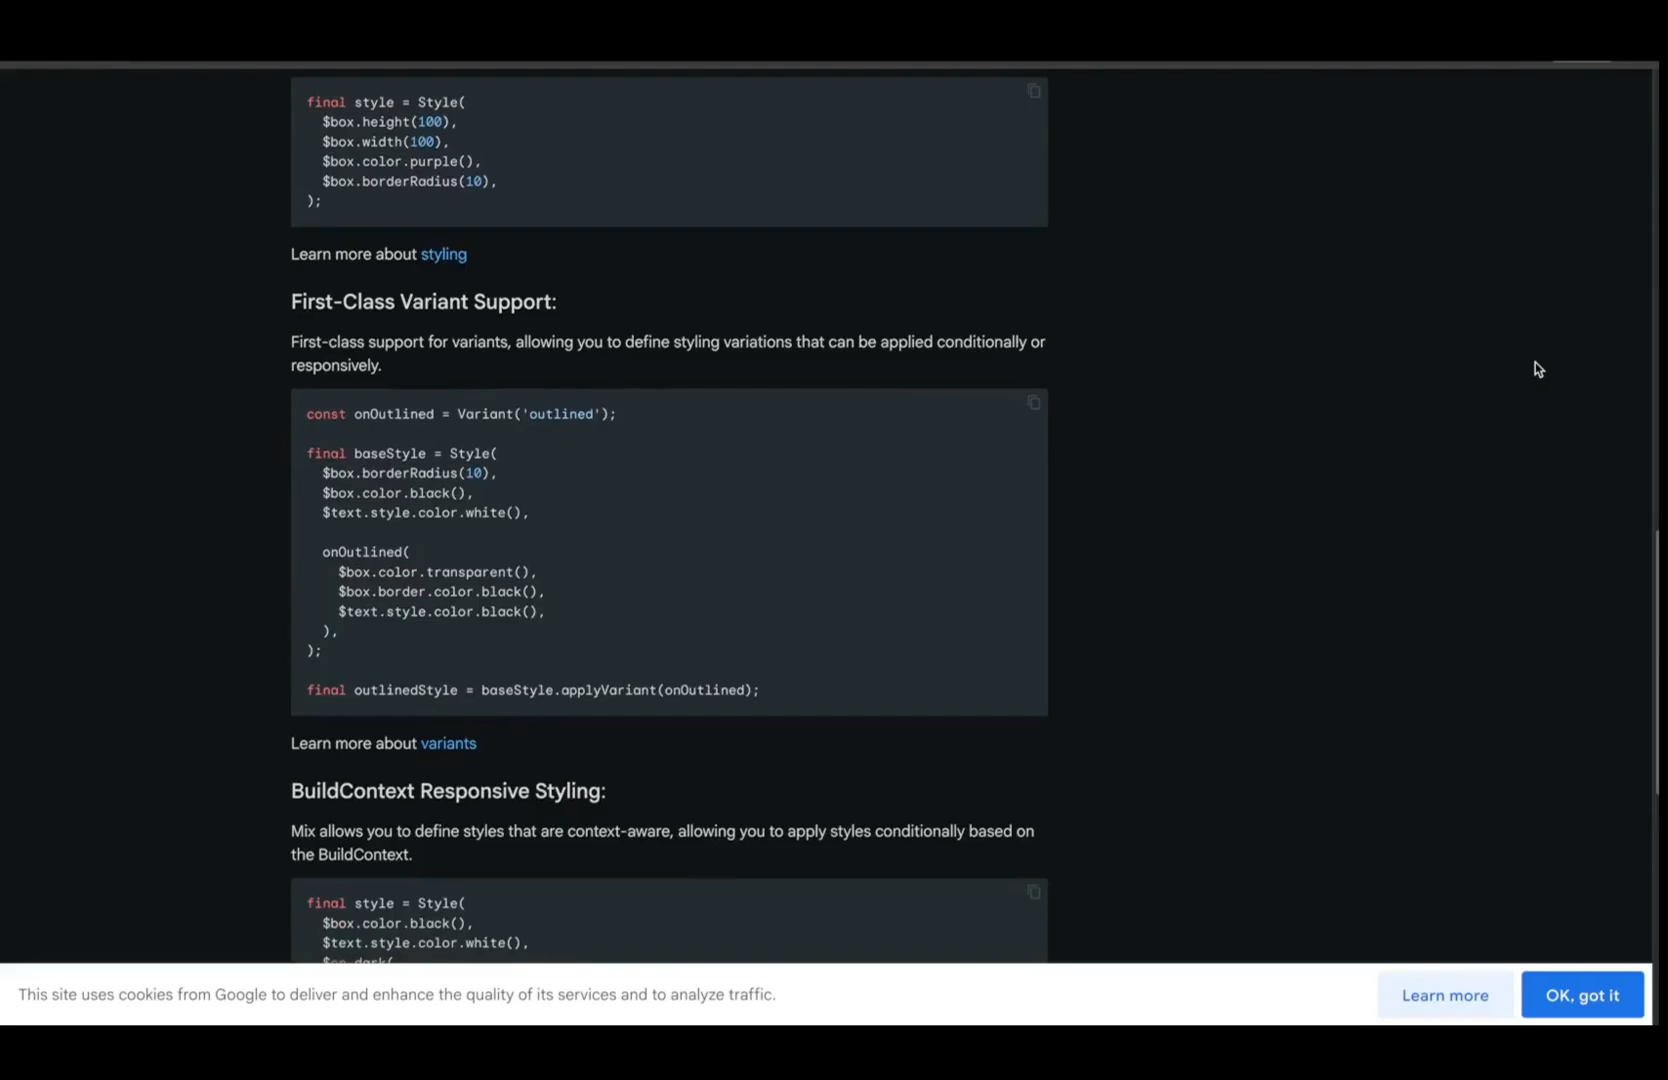 final style = Style(
  $box.height(100),
  $box.width(100),
  $box.color.purple(),
  $box.borderRadius(10),
);
Learn more about styling
First-Class Variant Support:
First-class support for variants, allowing you to define styling variations that can be applied conditionally or
responsively.
const onOutlined = Variant('outlined');
final baseStyle = Style(
  $box.borderRadius(10),
  $box.color.black(),
  $text.style.color.white(),
  onOutlined(
    $box.color.transparent(),
    $box.border.color.black(),
    $text.style.color.black(),
  ),
);
final outlinedStyle = baseStyle.applyVariant(onOutlined);
Learn more about variants
BuildContext Responsive Styling:
Mix allows you to define styles that are context-aware, allowing you to apply styles conditionally based on
the BuildContext.
final style = Style(
  $box.color.black(),
  $text.style.color.white(),
  $on.dark(
This site uses cookies from Google to deliver and enhance the quality of its services and to analyze traffic.
Learn more
OK, got it